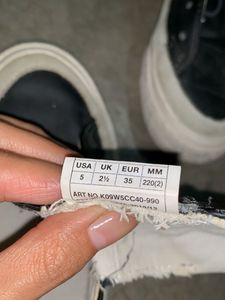 USA UK EUR MM
5 2½ 35 220(2)
ART NO.K09W5CC40-990